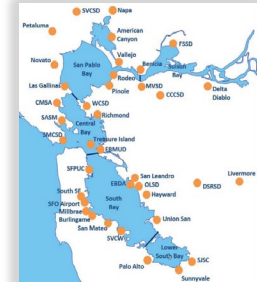 SVCSD
Napa
Petaluma
American
Canyon
FSSD
Novato
Vallejo
San Pablo
Bay
Benicia
Suisun
Bay
Rodeo
Las Gallinas
Pinole
MVSD
CCCSD
Delta
Diablo
CMSA
WCSD
Richmond
SASM
Central
Bay
Treasure Island
SMCSD
EBMUD
SFPUC
San Leandro
EBDA
OLSD
Livermore
DSRSD
South SF
South
Bay
Hayward
SFO Airport
Millbrae
Burlingame
Union San
San Mateo
SVCW
Lower
South Bay
Palo Alto
SJSC
Sunnyvale